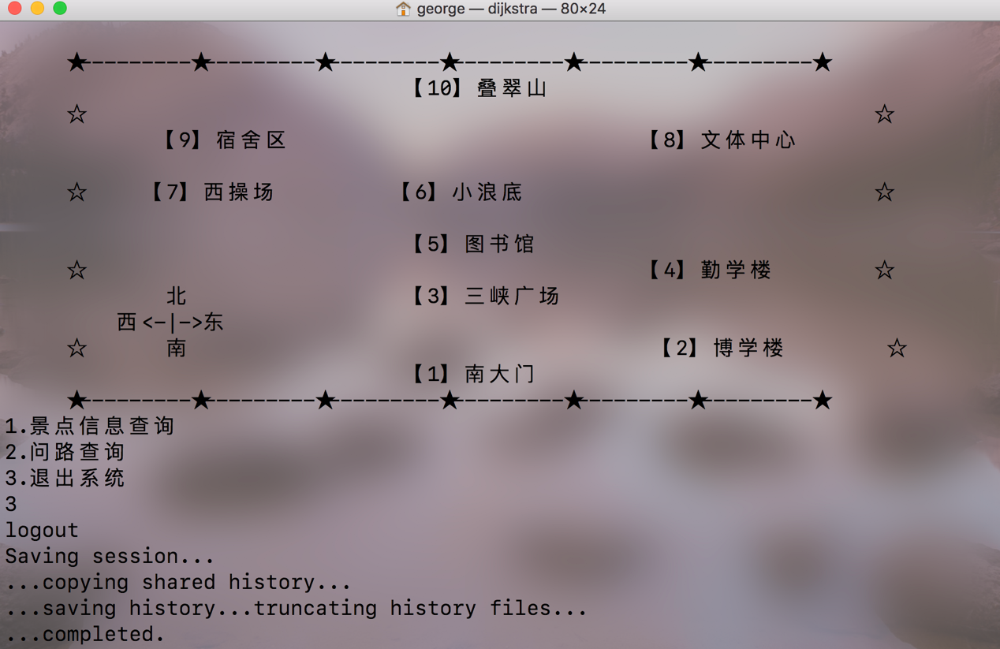 george — dijkstra — 80×24
★---------★---------★---------★---------★---------★---------★
【10】叠翠山
☆ ☆
【9】宿舍区 【8】文体中心
☆ 【7】西操场 【6】小浪底 ☆
【5】图书馆
☆ 【4】勤学楼 ☆
北 【3】三峡广场
西<-|->东
☆ 南 【2】博学楼 ☆
【1】南大门
★---------★---------★---------★---------★---------★---------★
1.景点信息查询
2.问路查询
3.退出系统
3
logout
Saving session...
...copying shared history...
...saving history...truncating history files...
...completed.